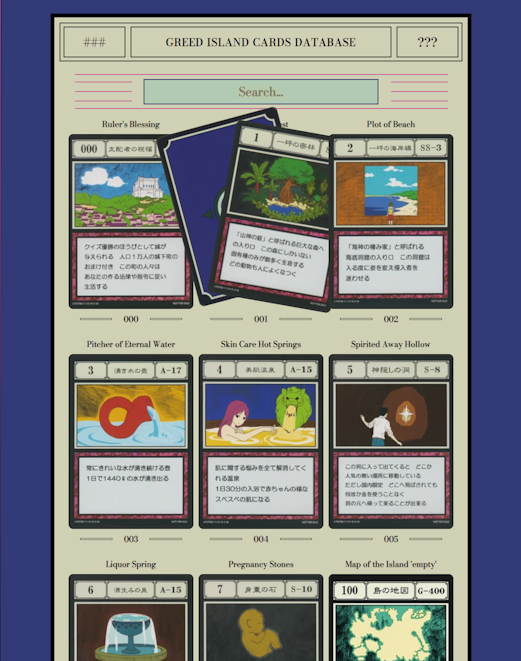 ###
GREED ISLAND CARDS DATABASE
???
Search...
Ruler's Blessing
Plot of Beach
000
支配者の祝福
クイズ優勝のほうびとして城が
与えられる 人口1万人の城下町の
おまけ付き この町の人々は
あなたの作る法律や指令に従い
生活する
1
一坪の密林
「山神の庭」と呼ばれる巨大な森へ
の入り口 この森にしかいない
固有種のみが数多く生息する
どの動物も人によくなつく
2
一坪の海岸線
SS-3
「海神の棲み家」と呼ばれる
海底洞窟の入り口 この洞窟は
入る度に姿を変え侵入者を
迷わせる
000
001
002
Pitcher of Eternal Water
Skin Care Hot Springs
Spirited Away Hollow
3
湧き水の壺
A-17
常にきれいな水が湧き続ける壺
1日で1440ℓの水が湧き出る
4
美肌温泉
A-15
肌に関する悩みを全て解消してく
れる温泉
1日30分の入浴で赤ちゃんの様な
スベスベの肌になる
5
神隠しの洞
S-8
この洞に入って出てくると どこか
人気の無い場所に移動している
ただし国内限定 どこへ飛ばされても
何故か金を使うことなく
洞の元へ帰って来ることが出来る
003
004
005
Liquor Spring
Pregnancy Stones
Map of the Island 'empty'
6
酒生みの泉
A-15
7
身重の石
S-10
100
島の地図
G-400